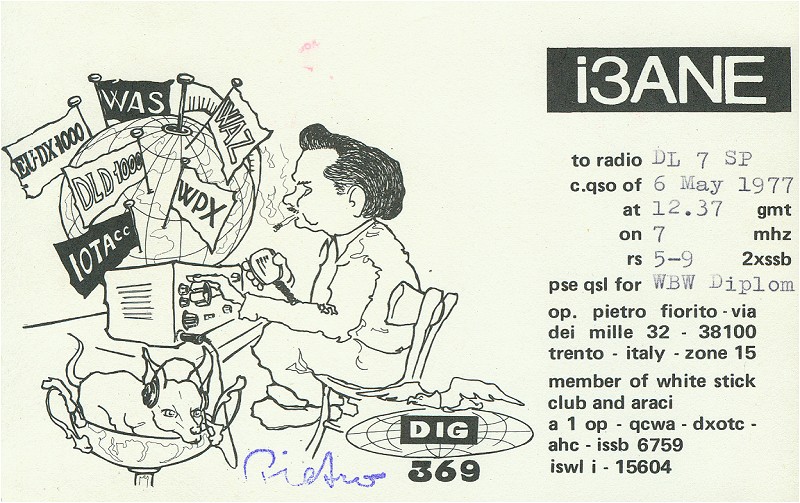 WAS
WAZ
EU-DX-1000
DLD-1000
WPX
IOTA CC
i3ANE
to radio DL 7 SP
c.qso of 6 May 1977
at 12.37 gmt
on 7 mhz
rs 5-9 2xssb
pse qsl for WBW Diplom
op. pietro fiorito - via
dei mille 32 - 38100
trento - italy - zone 15
member of white stick
club and araci
a 1 op - qcwa - dxotc -
ahc - issb 6759
iswl i - 15604
DIG
369
Pietro